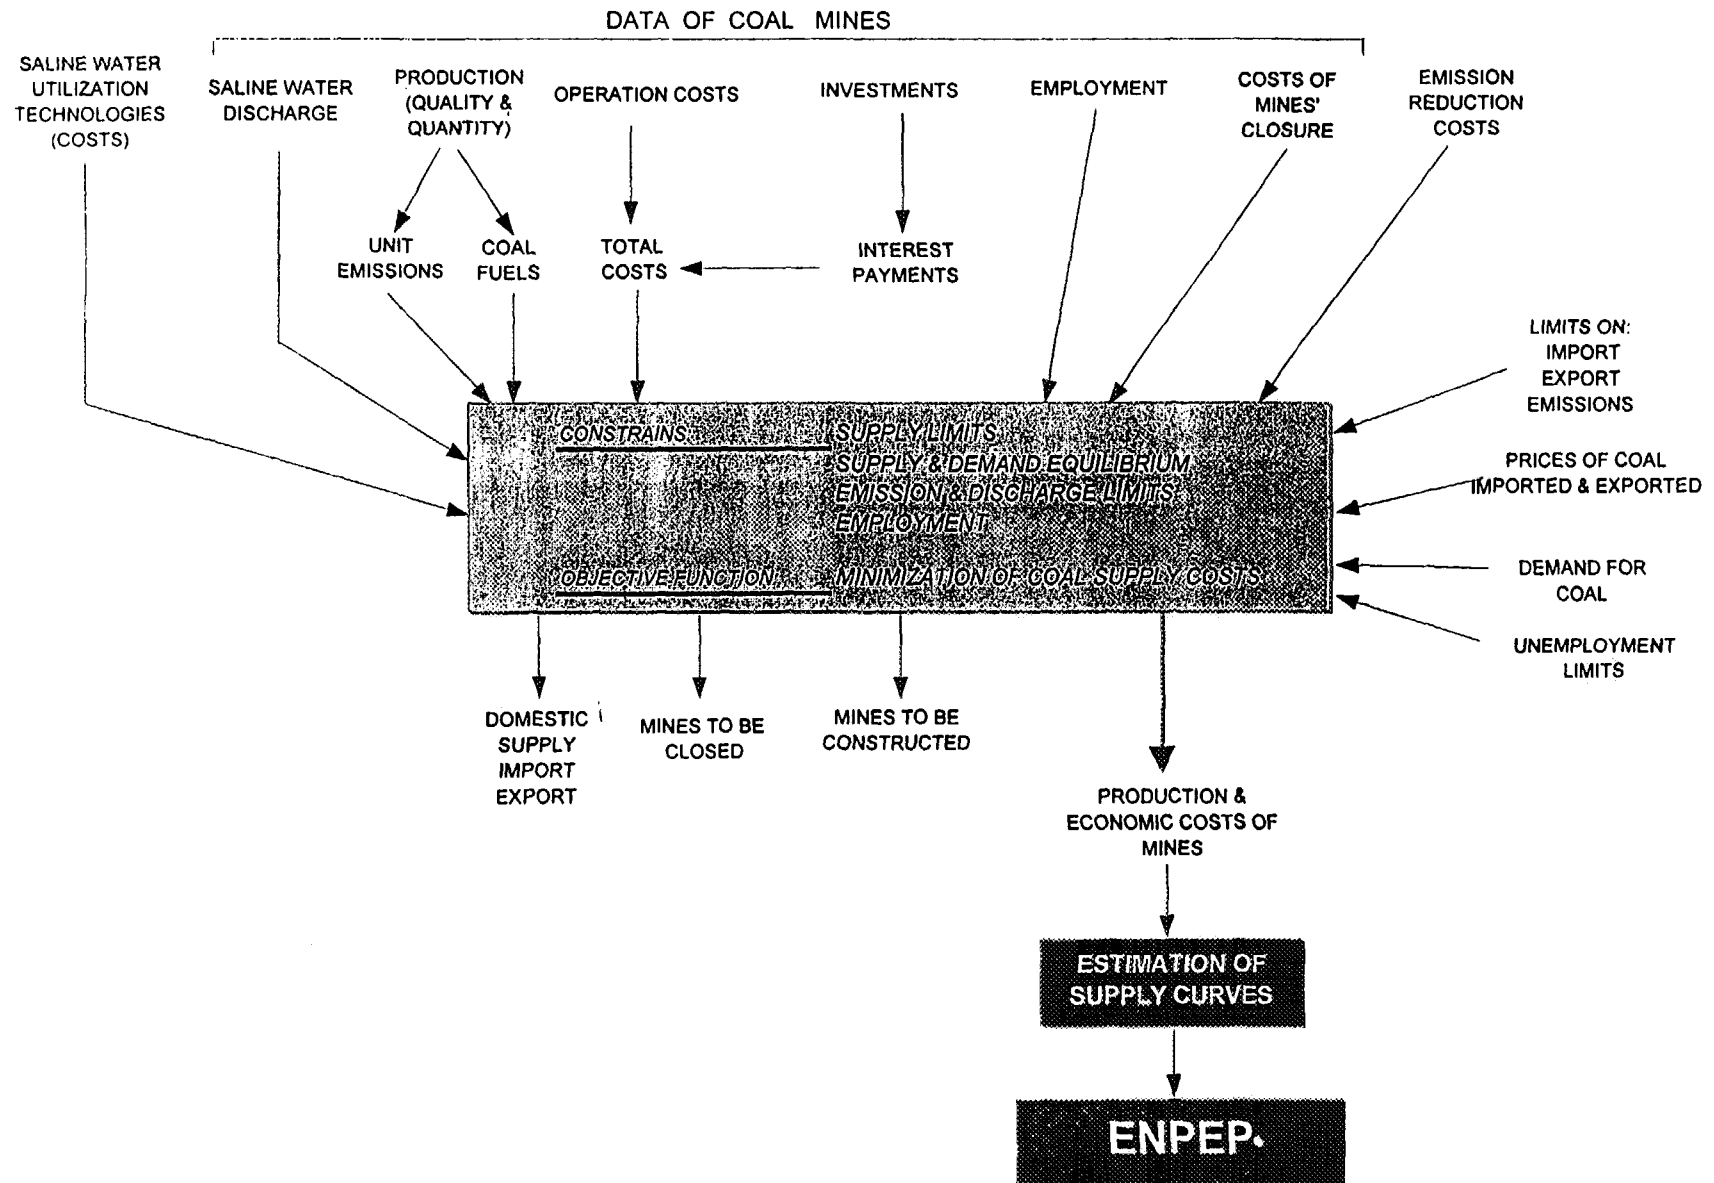 DATA OF COAL MINES
SALINE WATER
UTILIZATION
TECHNOLOGIES
(COSTS)
SALINE WATER
DISCHARGE
PRODUCTION
(QUALITY &
QUANTITY)
OPERATION COSTS
INVESTMENTS
EMPLOYMENT
COSTS OF
MINES'
CLOSURE
EMISSION
REDUCTION
COSTS
UNIT
EMISSIONS
COAL
FUELS
TOTAL
COSTS
INTEREST
PAYMENTS
LIMITS ON:
IMPORT
EXPORT
EMISSIONS
PRICES OF COAL
IMPORTED & EXPORTED
DEMAND FOR
COAL
UNEMPLOYMENT
LIMITS
CONSTRAINS
SUPPLY LIMITS
SUPPLY & DEMAND EQUILIBRIUM
EMISSION & DISCHARGE LIMITS
EMPLOYMENT
OBJECTIVE FUNCTION
MINIMIZATION OF COAL SUPPLY COSTS
DOMESTIC
SUPPLY
IMPORT
EXPORT
MINES TO BE
CLOSED
MINES TO BE
CONSTRUCTED
PRODUCTION &
ECONOMIC COSTS OF
MINES
ESTIMATION OF
SUPPLY CURVES
ENPEP